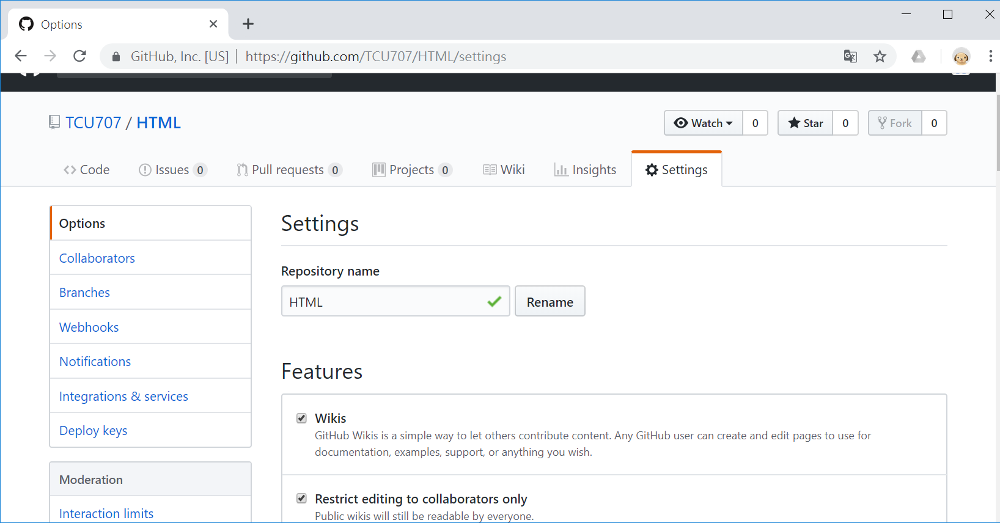 Options
GitHub, Inc. [US] | https://github.com/TCU707/HTML/settings
TCU707 / HTML
Watch 0 Star 0 Fork 0
Code Issues 0 Pull requests 0 Projects 0 Wiki Insights Settings
Options
Collaborators
Branches
Webhooks
Notifications
Integrations & services
Deploy keys
Moderation
Interaction limits
Settings
Repository name
HTML Rename
Features
Wikis
GitHub Wikis is a simple way to let others contribute content. Any GitHub user can create and edit pages to use for
documentation, examples, support, or anything you wish.
Restrict editing to collaborators only
Public wikis will still be readable by everyone.